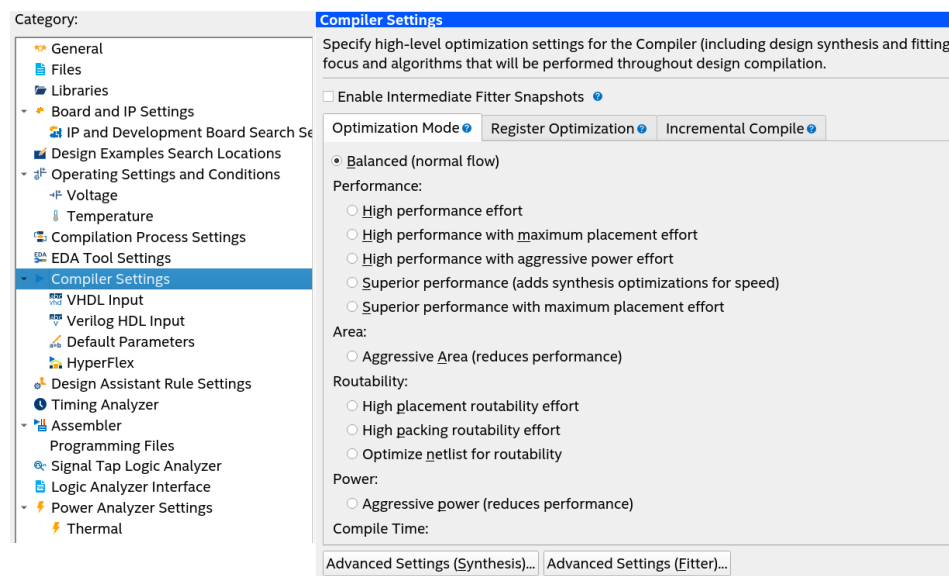 Category:
General
Files
Libraries
Board and IP Settings
IP and Development Board Search Se
Design Examples Search Locations
Operating Settings and Conditions
Voltage
Temperature
Compilation Process Settings
EDA Tool Settings
Compiler Settings
VHDL Input
Verilog HDL Input
Default Parameters
HyperFlex
Design Assistant Rule Settings
Timing Analyzer
Assembler
Programming Files
Signal Tap Logic Analyzer
Logic Analyzer Interface
Power Analyzer Settings
Thermal
Compiler Settings
Specify high-level optimization settings for the Compiler (including design synthesis and fitting
focus and algorithms that will be performed throughout design compilation.
Enable Intermediate Fitter Snapshots
Optimization Mode Register Optimization Incremental Compile
Balanced (normal flow)
Performance:
High performance effort
High performance with maximum placement effort
High performance with aggressive power effort
Superior performance (adds synthesis optimizations for speed)
Superior performance with maximum placement effort
Area:
Aggressive Area (reduces performance)
Routability:
High placement routability effort
High packing routability effort
Optimize netlist for routability
Power:
Aggressive power (reduces performance)
Compile Time:
Advanced Settings (Synthesis)... Advanced Settings (Fitter)...